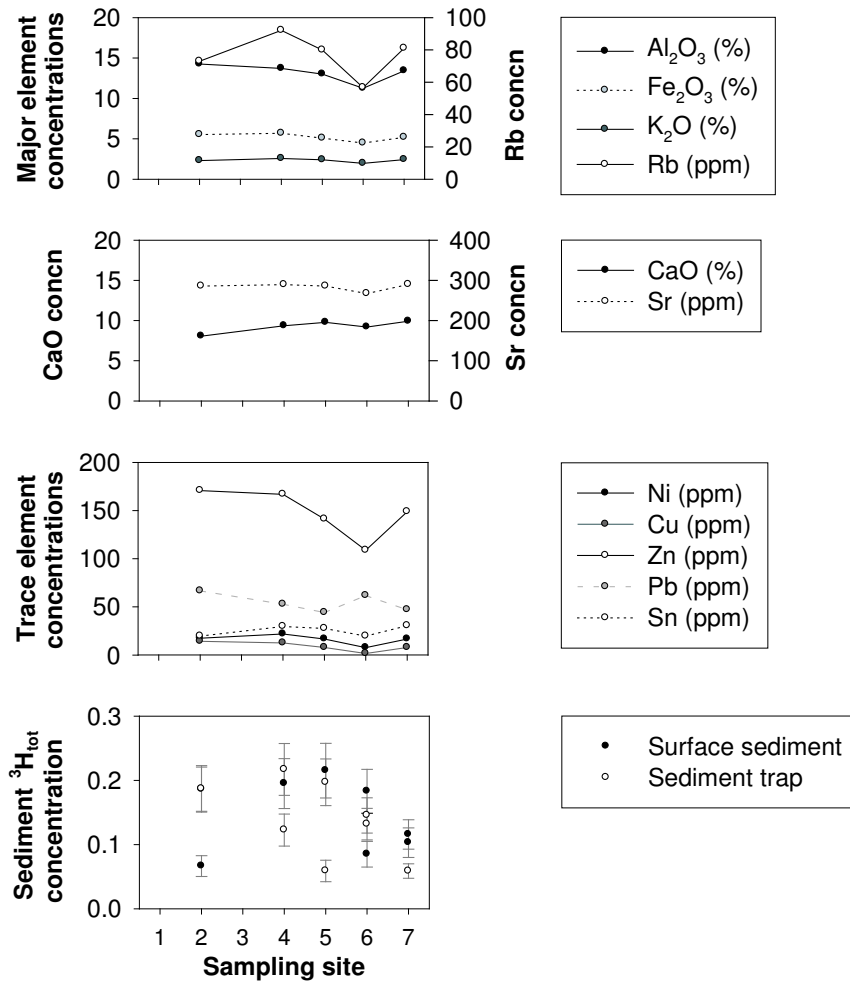 Major element
concentrations
20
15
10
5
0
100
80
60
40
20
0
Rb concn
Al₂O₃ (%)
Fe₂O₃ (%)
K₂O (%)
Rb (ppm)
CaO concn
20
15
10
5
0
400
300
200
100
0
Sr concn
CaO (%)
Sr (ppm)
Trace element
concentrations
200
150
100
50
0
Ni (ppm)
Cu (ppm)
Zn (ppm)
Pb (ppm)
Sn (ppm)
Sediment ³Htot
concentration
0.3
0.2
0.1
0.0
1 2 3 4 5 6 7
Sampling site
Surface sediment
Sediment trap